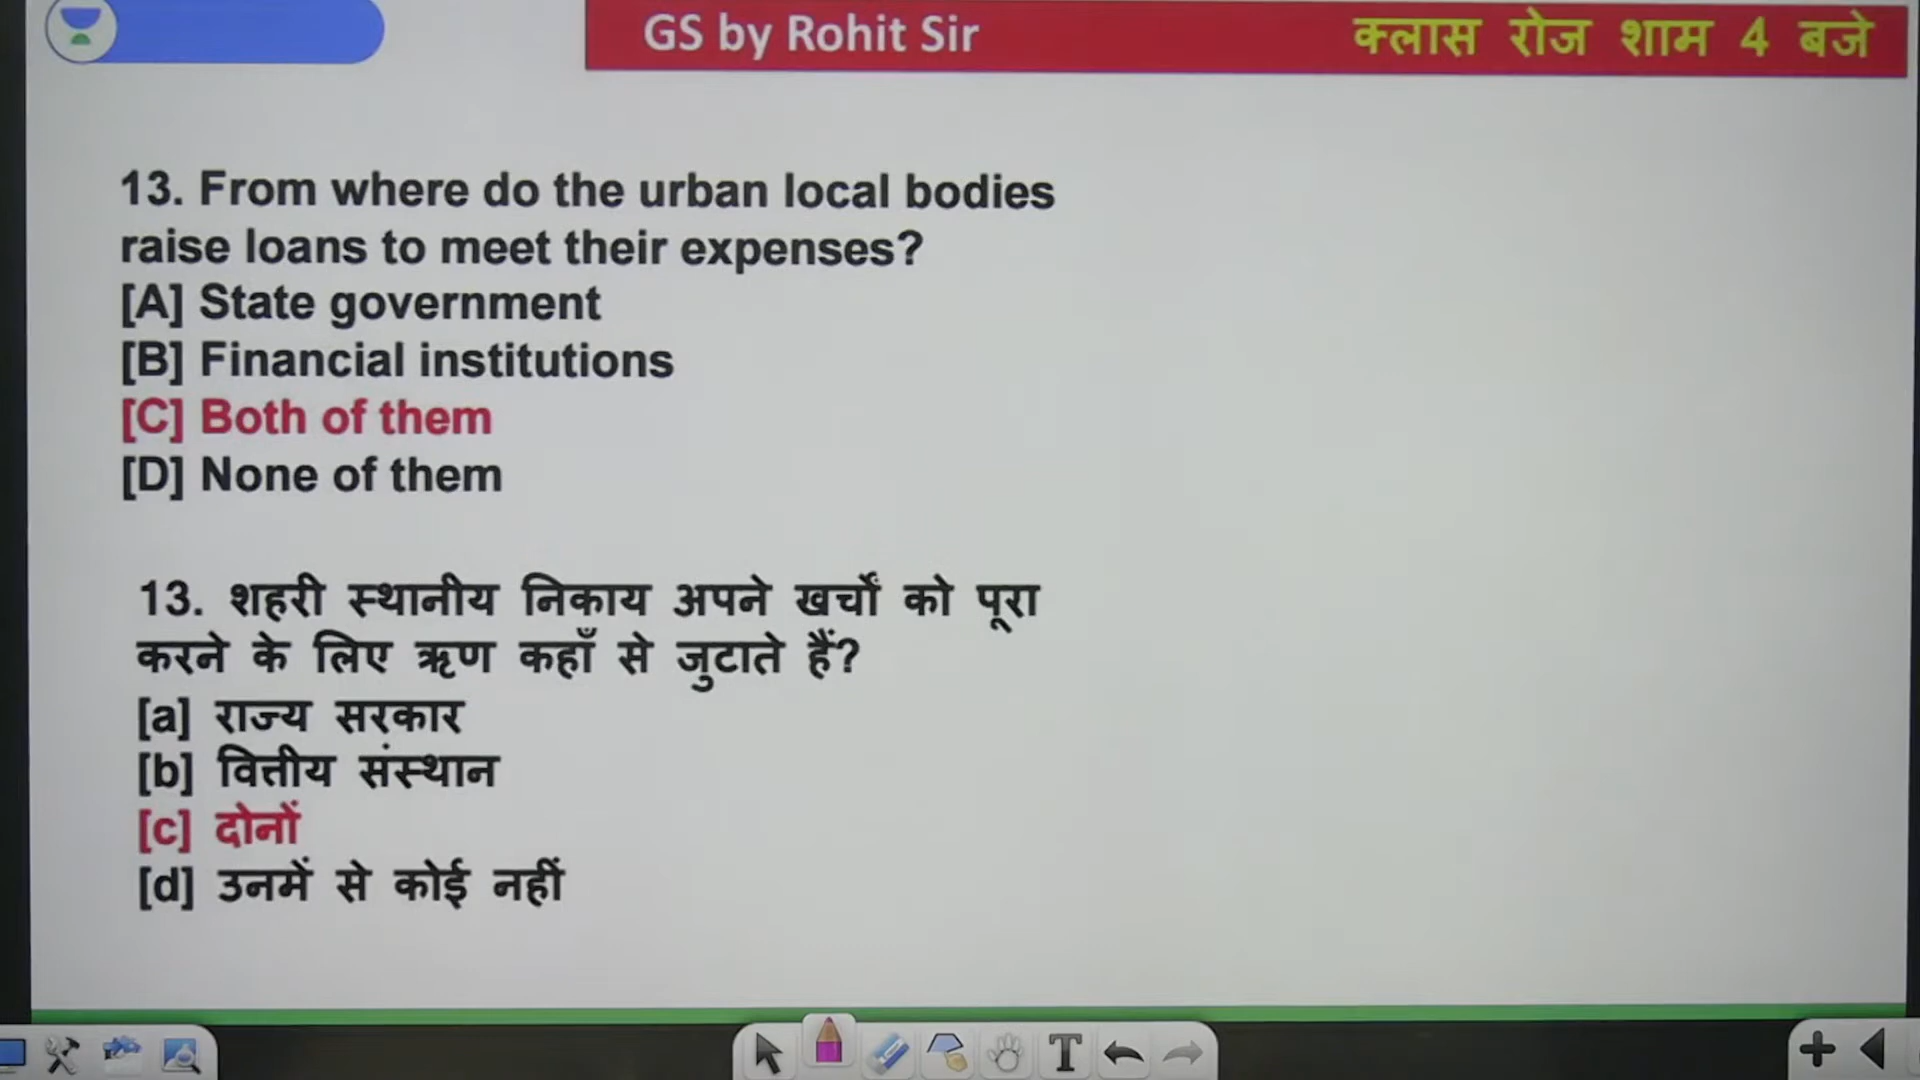 GS by Rohit Sir
क्लास रोज शाम 4 बजे
13. From where do the urban local bodies
raise loans to meet their expenses?
[A] State government
[B] Financial institutions
[C] Both of them
[D] None of them
13. शहरी स्थानीय निकाय अपने खर्चों को पूरा
करने के लिए ऋण कहाँ से जुटाते हैं?
[a] राज्य सरकार
[b] वित्तीय संस्थान
[c] दोनों
[d] उनमें से कोई नहीं
T